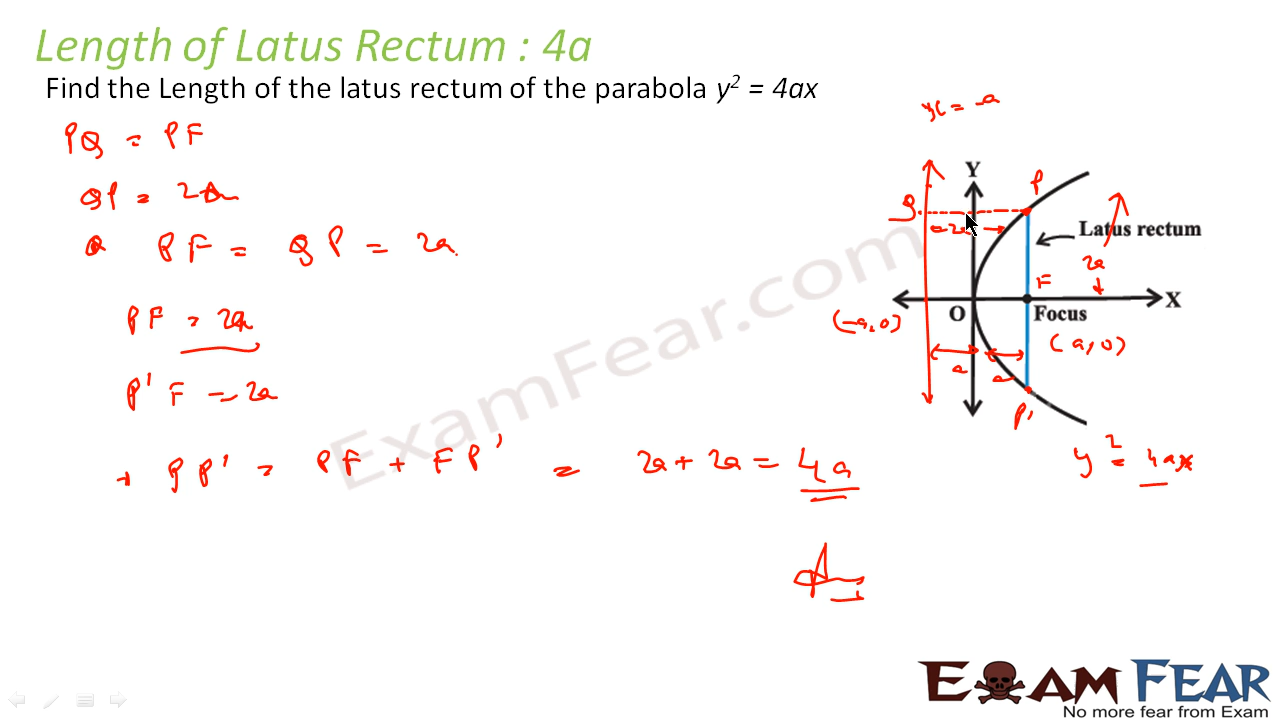 Length of Latus Rectum : 4a
Find the Length of the latus rectum of the parabola y² = 4ax
PQ = PF
QP = 2a
PF = QP = 2a
PF = 2a
P' F = 2a
PP' = PF + FP' = 2a + 2a = 4a
Ans
x = -a
Y
P
Q
2a
Latus rectum
2a
F
X
O
Focus
(-a, 0)
(a, 0)
a
a
P'
y² = 4ax
ExamFear.com
EXAM FEAR
No more fear from Exam